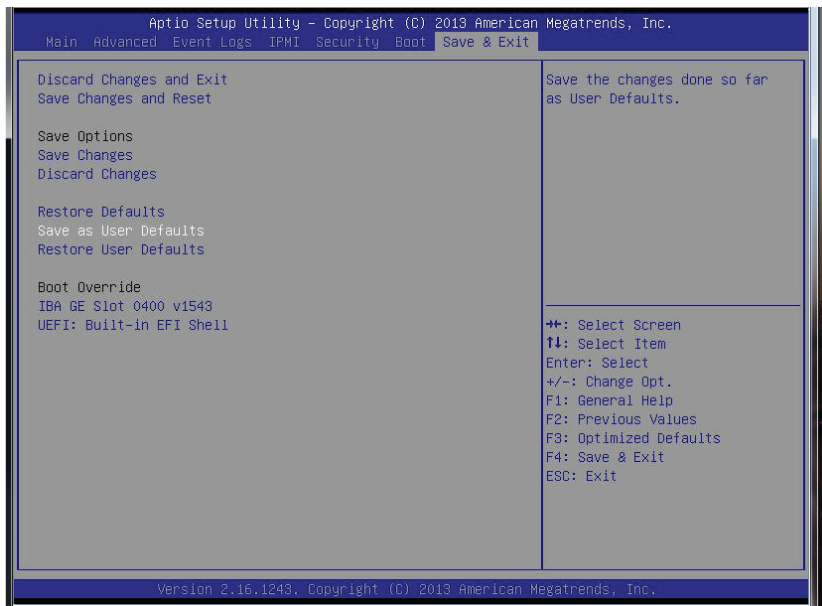 Aptio Setup Utility – Copyright (C) 2013 American Megatrends, Inc.
Main Advanced Event Logs IPMI Security Boot Save & Exit
Discard Changes and Exit
Save Changes and Reset
Save Options
Save Changes
Discard Changes
Restore Defaults
Save as User Defaults
Restore User Defaults
Boot Override
IBA GE Slot 0400 v1543
UEFI: Built-in EFI Shell
Save the changes done so far
as User Defaults.
→←: Select Screen
↑↓: Select Item
Enter: Select
+/-: Change Opt.
F1: General Help
F2: Previous Values
F3: Optimized Defaults
F4: Save & Exit
ESC: Exit
Version 2.16.1243. Copyright (C) 2013 American Megatrends, Inc.